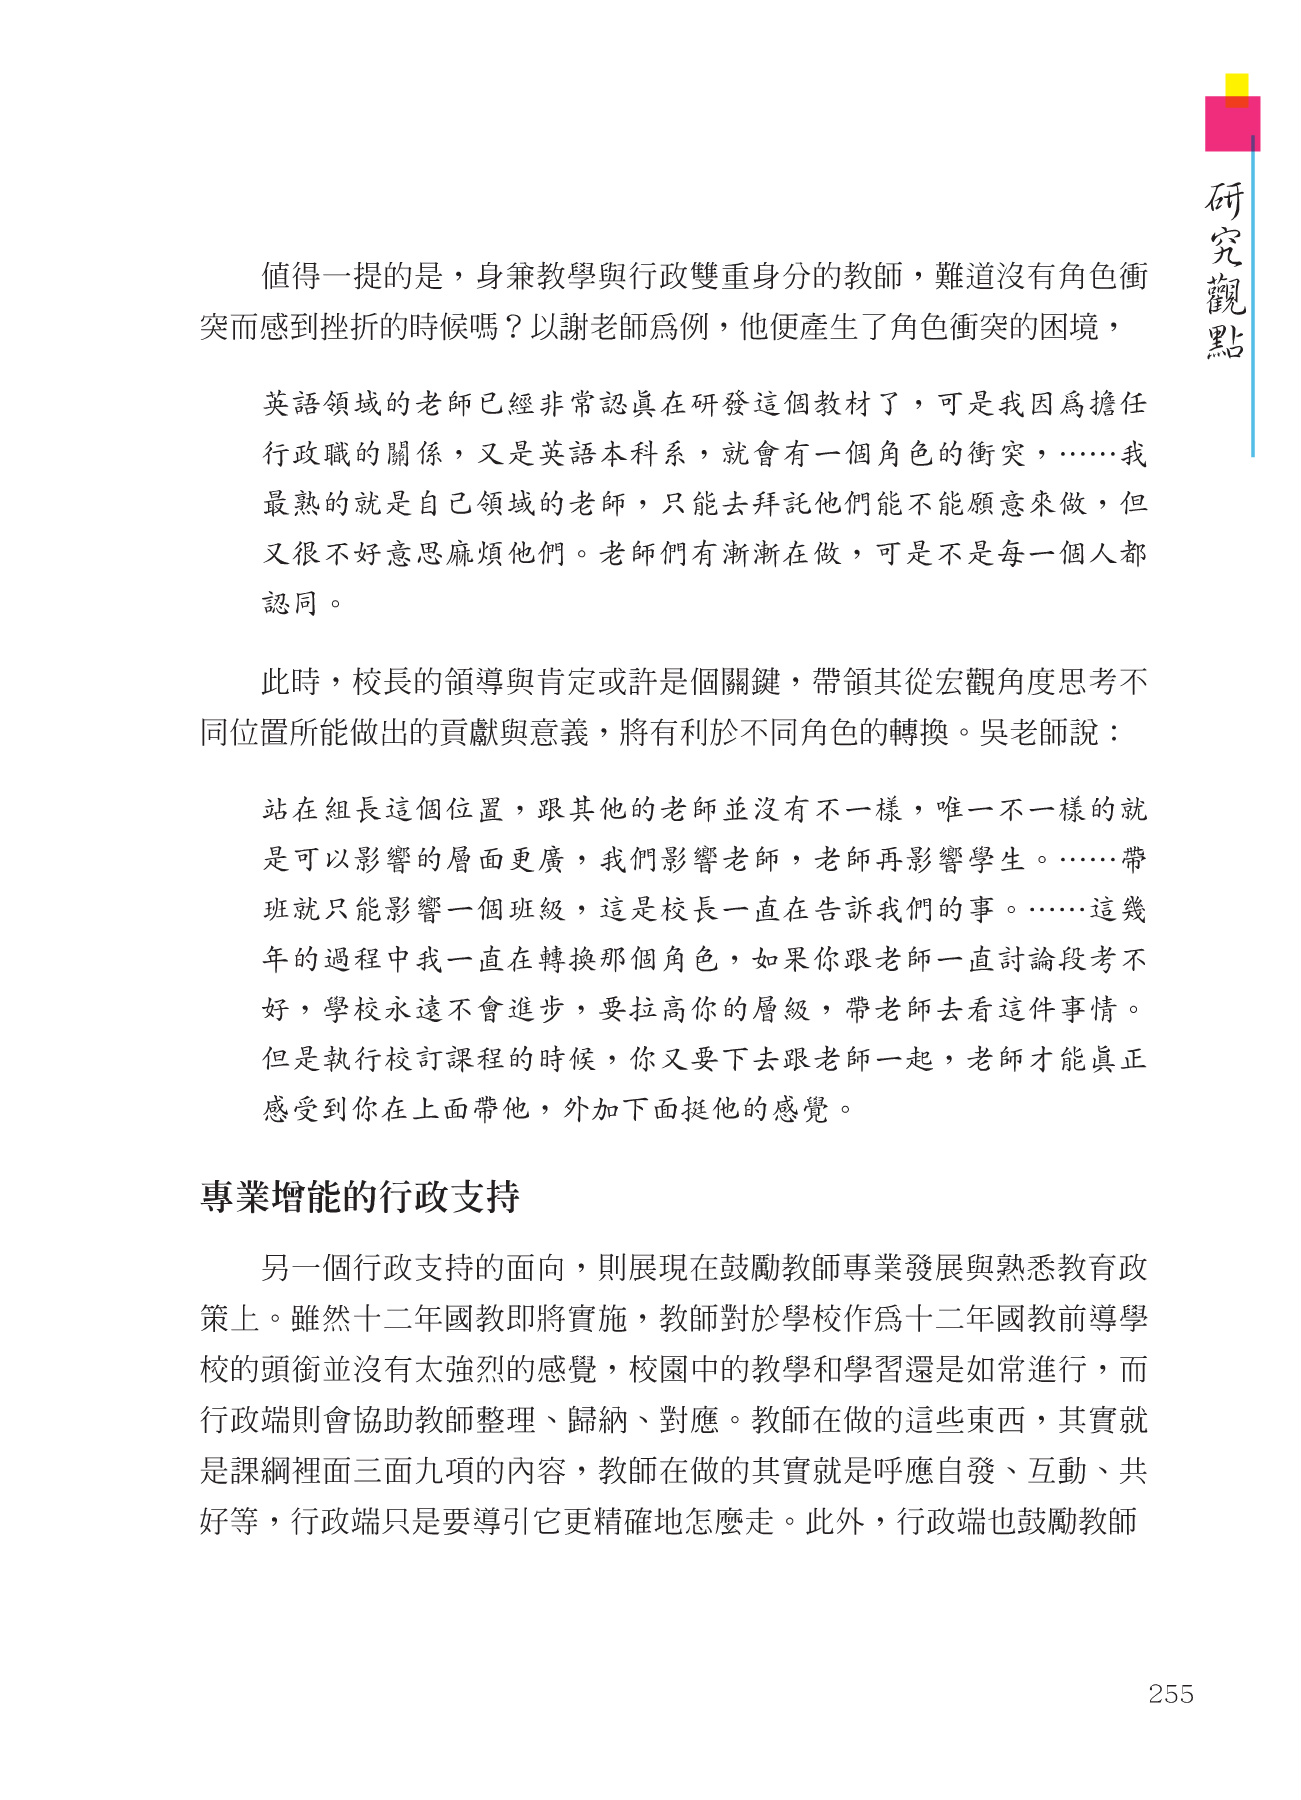 研究觀點
值得一提的是，身兼教學與行政雙重身分的教師，難道沒有角色衝
突而感到挫折的時候嗎？以謝老師為例，他便產生了角色衝突的困境，
英語領域的老師已經非常認真在研發這個教材了，可是我因為擔任
行政職的關係，又是英語本科系，就會有一個角色的衝突，……我
最熟的就是自己領域的老師，只能去拜託他們能不能願意來做，但
又很不好意思麻煩他們。老師們有漸漸在做，可是不是每一個人都
認同。
此時，校長的領導與肯定或許是個關鍵，帶領其從宏觀角度思考不
同位置所能做出的貢獻與意義，將有利於不同角色的轉換。吳老師說：
站在組長這個位置，跟其他的老師並沒有不一樣，唯一不一樣的就
是可以影響的層面更廣，我們影響老師，老師再影響學生。……帶
班就只能影響一個班級，這是校長一直在告訴我們的事。……這幾
年的過程中我一直在轉換那個角色，如果你跟老師一直討論段考不
好，學校永遠不會進步，要拉高你的層級，帶老師去看這件事情。
但是執行校訂課程的時候，你又要下去跟老師一起，老師才能真正
感受到你在上面帶他，外加下面挺他的感覺。
專業增能的行政支持
另一個行政支持的面向，則展現在鼓勵教師專業發展與熟悉教育政
策上。雖然十二年國教即將實施，教師對於學校作為十二年國教前導學
校的頭銜並沒有太強烈的感覺，校園中的教學和學習還是如常進行，而
行政端則會協助教師整理、歸納、對應。教師在做的這些東西，其實就
是課綱裡面三面九項的內容，教師在做的其實就是呼應自發、互動、共
好等，行政端只是要導引它更精確地怎麼走。此外，行政端也鼓勵教師
255